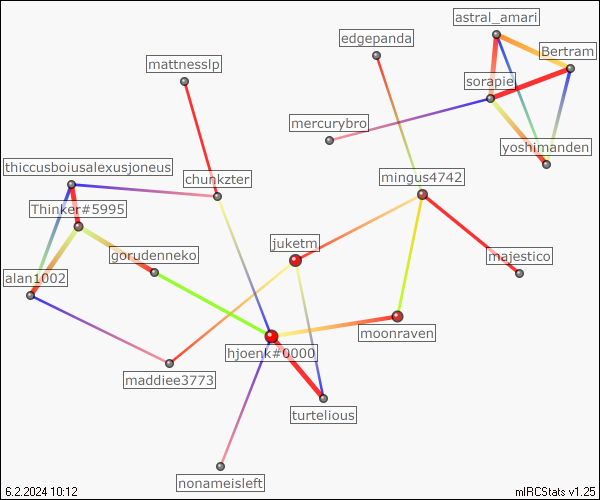 astral_amari
edgepanda
Bertram
mattnesslp
sorapie
mercurybro
yoshimanden
thiccusboiusalexusjoneus
chunkzter
mingus4742
Thinker#5995
juketm
gorudenneko
majestico
alan1002
moonraven
hjoenk#0000
maddiee3773
turtelious
nonameisleft
6.2.2024 10:12
mIRCStats v1.25